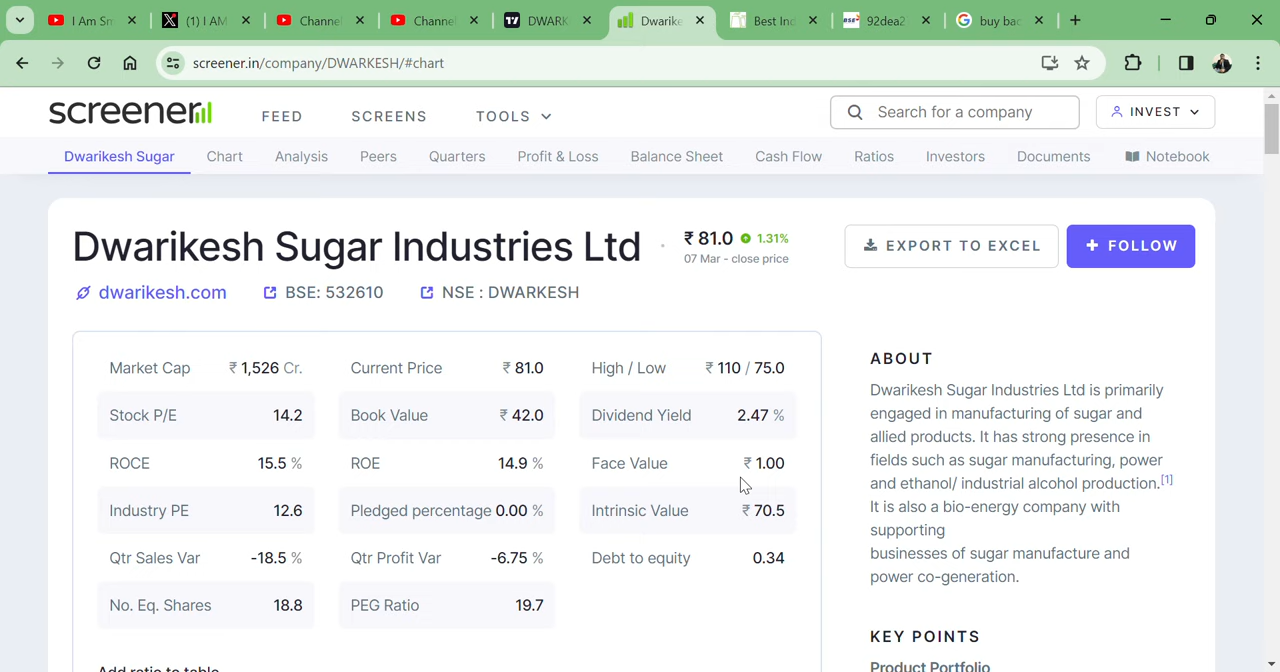 I Am Sm
(1) I AM
Channel
Channel
DWARK
Dwarike
Best Ind
92dea2
buy bac
screener.in/company/DWARKESH/#chart
screener
FEED
SCREENS
TOOLS
Search for a company
INVEST
Dwarikesh Sugar
Chart
Analysis
Peers
Quarters
Profit & Loss
Balance Sheet
Cash Flow
Ratios
Investors
Documents
Notebook
Dwarikesh Sugar Industries Ltd
₹ 81.0 1.31%
07 Mar - close price
EXPORT TO EXCEL
+ FOLLOW
dwarikesh.com
BSE: 532610
NSE : DWARKESH
Market Cap ₹ 1,526 Cr.
Current Price ₹ 81.0
High / Low ₹ 110 / 75.0
Stock P/E 14.2
Book Value ₹ 42.0
Dividend Yield 2.47 %
ROCE 15.5 %
ROE 14.9 %
Face Value ₹ 1.00
Industry PE 12.6
Pledged percentage 0.00 %
Intrinsic Value ₹ 70.5
Qtr Sales Var -18.5 %
Qtr Profit Var -6.75 %
Debt to equity 0.34
No. Eq. Shares 18.8
PEG Ratio 19.7
Add ratio to table
ABOUT
Dwarikesh Sugar Industries Ltd is primarily
engaged in manufacturing of sugar and
allied products. It has strong presence in
fields such as sugar manufacturing, power
and ethanol/ industrial alcohol production.[1]
It is also a bio-energy company with
supporting
businesses of sugar manufacture and
power co-generation.
KEY POINTS
Product Portfolio